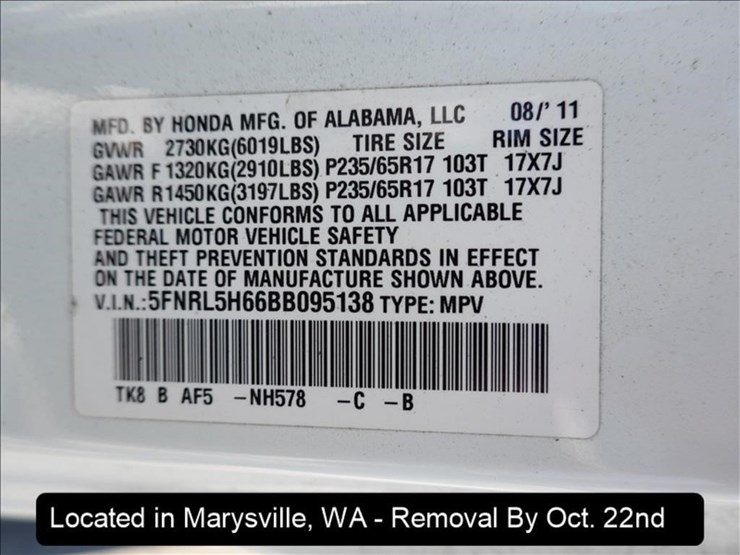 MFD. BY HONDA MFG. OF ALABAMA, LLC 08/'11
GVWR 2730KG(6019LBS) TIRE SIZE RIM SIZE
GAWR F 1320KG(2910LBS) P235/65R17 103T 17X7J
GAWR R1450KG(3197LBS) P235/65R17 103T 17X7J
THIS VEHICLE CONFORMS TO ALL APPLICABLE
FEDERAL MOTOR VEHICLE SAFETY
AND THEFT PREVENTION STANDARDS IN EFFECT
ON THE DATE OF MANUFACTURE SHOWN ABOVE.
V.I.N.:5FNRL5H66BB095138 TYPE: MPV
TK8 B AF5 -NH578 -C -B
Located in Marysville, WA - Removal By Oct. 22nd